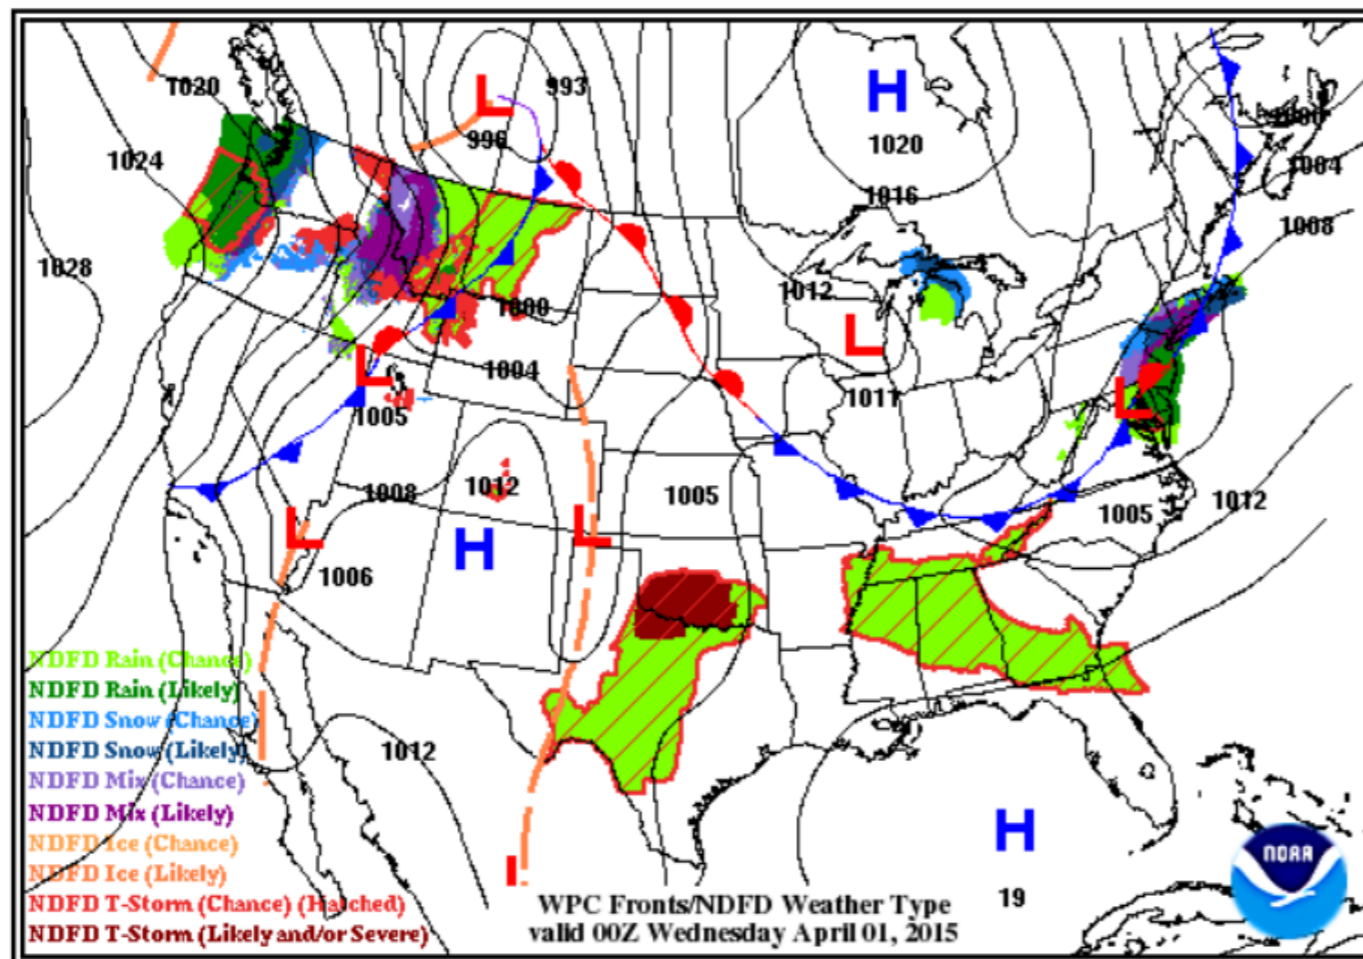 993
1020
H
L
1020
996
1024
1004
1016
1008
1028
1012
1000
L
1004
L
1005
1011
L
1012
1008
1005
1012
1005
L
H
L
1006
NDFD Rain (Chance)
NDFD Rain (Likely)
NDFD Snow (Chance)
NDFD Snow (Likely)
1012
NDFD Mix (Chance)
NDFD Mix (Likely)
H
NDFD Ice (Chance)
NOAA
NDFD Ice (Likely)
19
NDFD T-Storm (Chance) (Hatched)
WPC Fronts/NDFD Weather Type
NDFD T-Storm (Likely and/or Severe)
valid 00Z Wednesday April 01, 2015